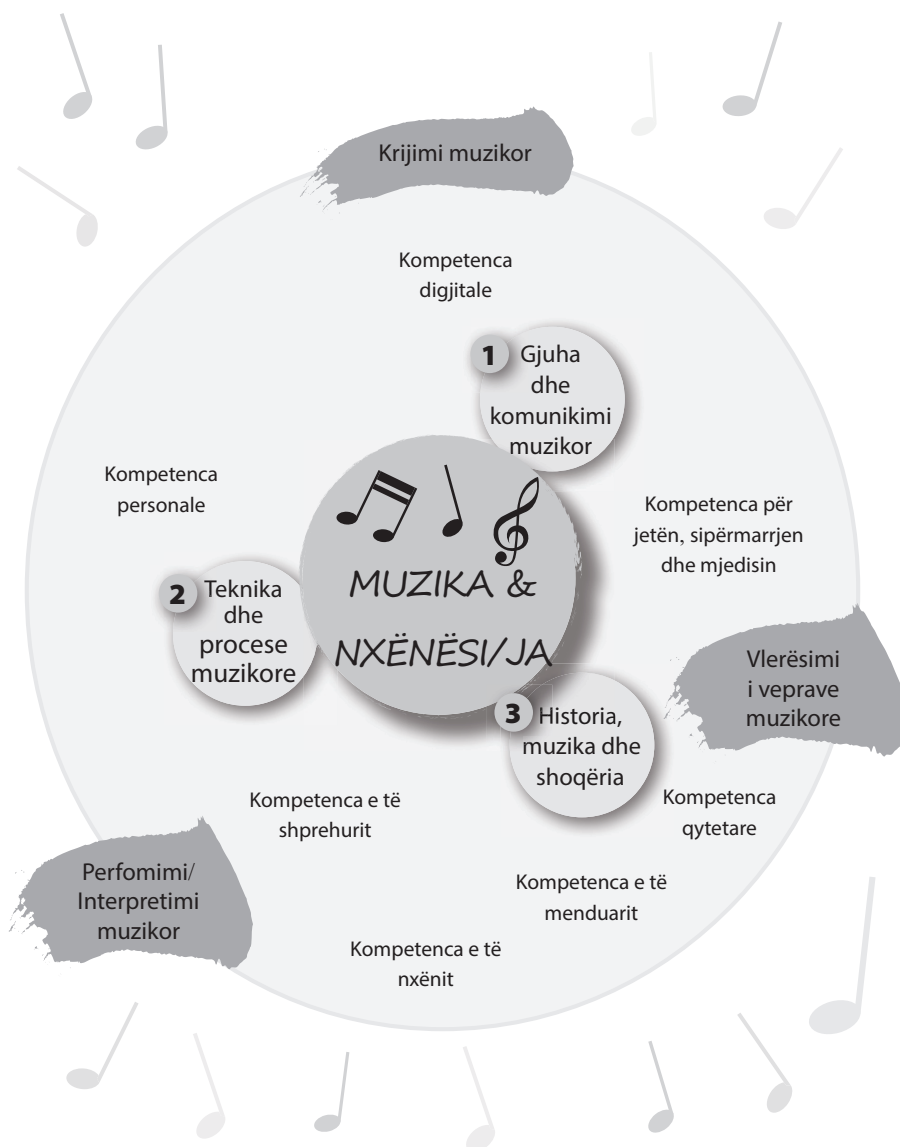 Krijimi muzikor
Kompetenca
digjitale
1
Gjuha
dhe
komunikimi
muzikor
Kompetenca
personale
Kompetenca për
jetën, sipërmarrjen
dhe mjedisin
2
Teknika
dhe
procese
muzikore
MUZIKA &
NXËNËSI/JA
Vlerësimi
i veprave
muzikore
3
Historia,
muzika dhe
shoqëria
Kompetenca e të
shprehurit
Kompetenca
qytetare
Perfomimi/
Interpretimi
muzikor
Kompetenca e të
menduarit
Kompetenca e të
nxënit